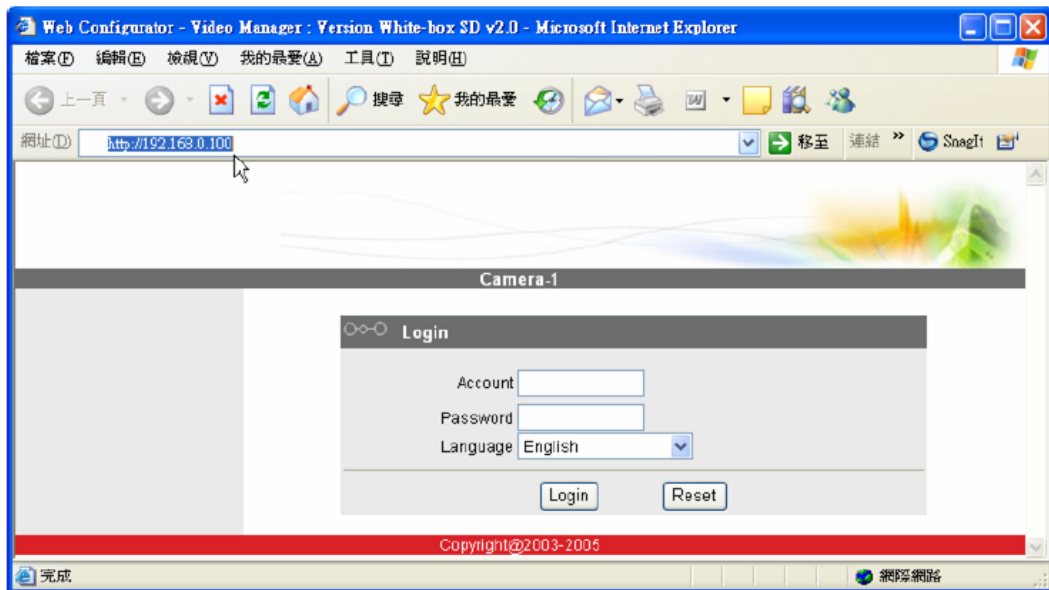 Web Configurator - Video Manager : Version White-box SD v2.0 - Microsoft Internet Explorer
檔案(F) 編輯(E) 檢視(V) 我的最愛(A) 工具(T) 說明(H)
上一頁 搜尋 我的最愛
網址(D) http://192.168.0.100 移至 連結 » SnagIt
Camera-1
Login
Account
Password
Language English
Login Reset
Copyright@2003-2005
完成 網際網路